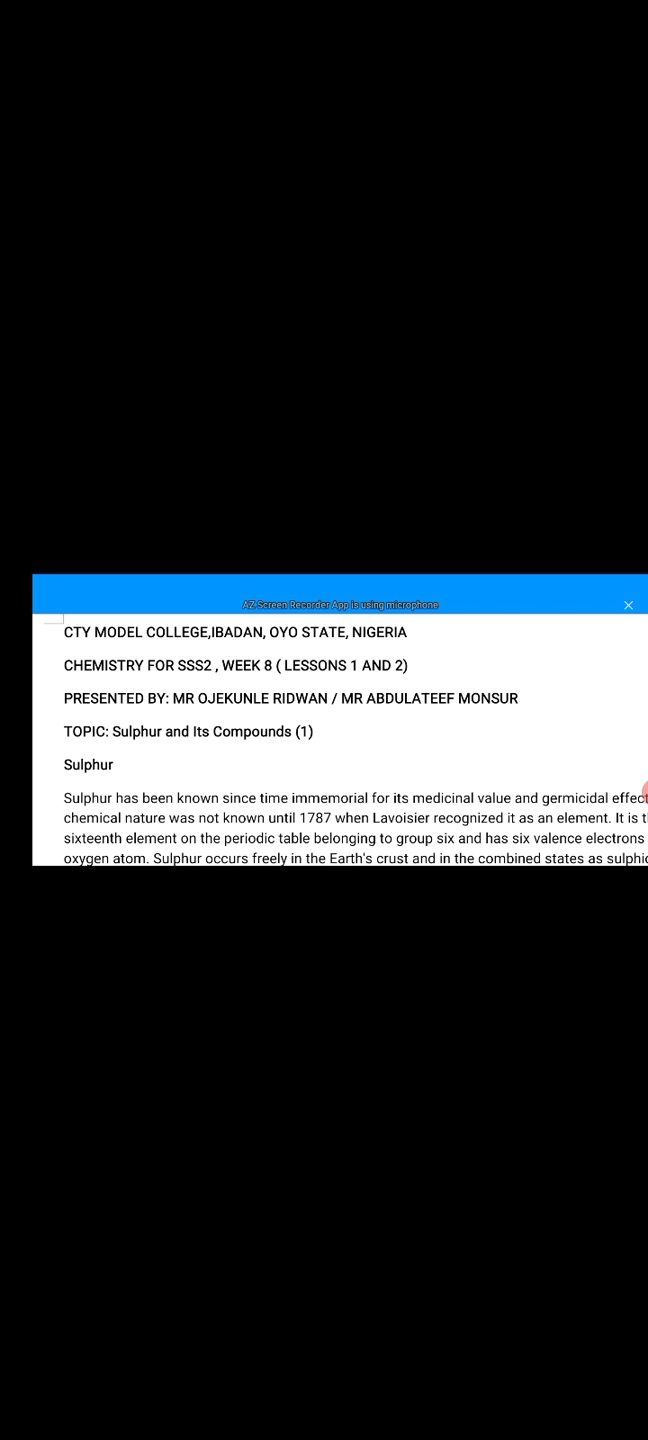 AZ Screen Recorder App is using microphone
CTY MODEL COLLEGE,IBADAN, OYO STATE, NIGERIA
CHEMISTRY FOR SSS2 , WEEK 8 ( LESSONS 1 AND 2)
PRESENTED BY: MR OJEKUNLE RIDWAN / MR ABDULATEEF MONSUR
TOPIC: Sulphur and Its Compounds (1)
Sulphur
Sulphur has been known since time immemorial for its medicinal value and germicidal
chemical nature was not known until 1787 when Lavoisier recognized it as an element. It is
sixteenth element on the periodic table belonging to group six and has six valence electrons
oxygen atom. Sulphur occurs freely in the Earth's crust and in the combined states as